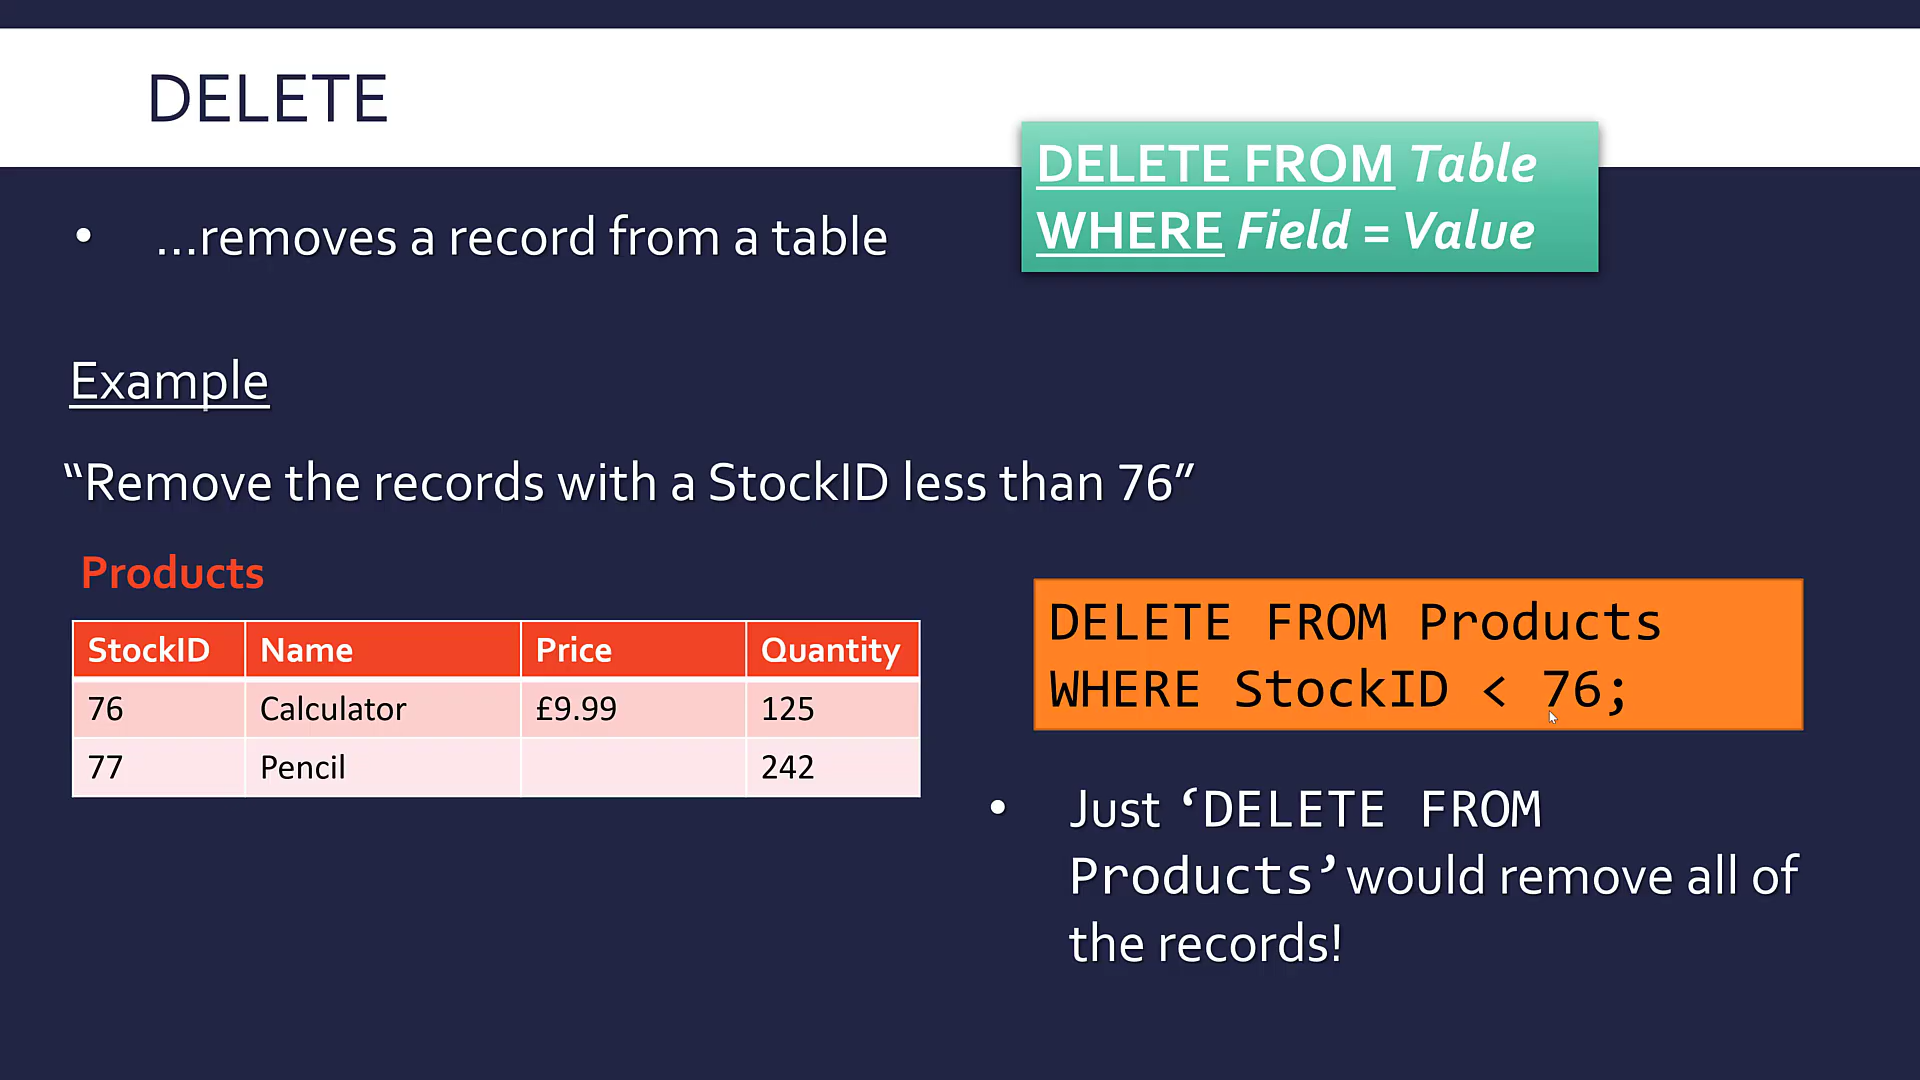 DELETE
DELETE FROM Table
WHERE Field = Value
• ...removes a record from a table
Example
“Remove the records with a StockID less than 76”
Products
StockID Name Price Quantity
76 Calculator £9.99 125
77 Pencil 242
DELETE FROM Products
WHERE StockID < 76;
• Just ‘DELETE FROM
Products’ would remove all of
the records!